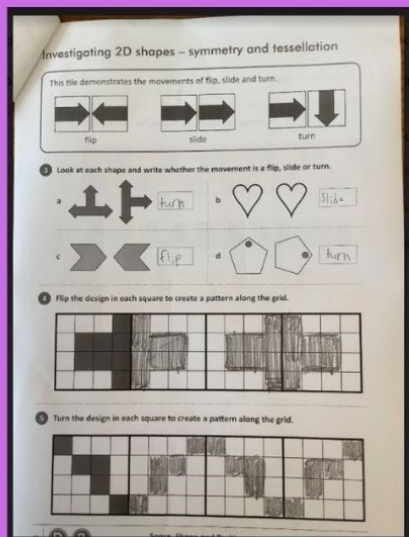 Investigating 2D shapes – symmetry and tessellation
This tile demonstrates the movements of flip, slide and turn.
flip slide turn
3 Look at each shape and write whether the movement is a flip, slide or turn.
a turn b Slide
c flip d turn
4 Flip the design in each square to create a pattern along the grid.
5 Turn the design in each square to create a pattern along the grid.